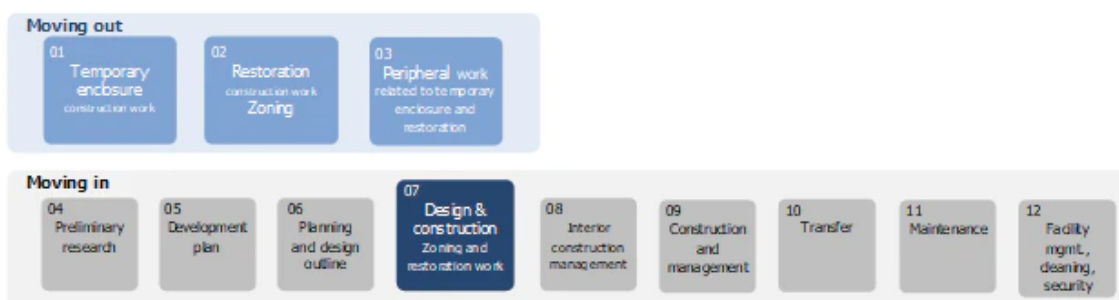 Moving out
01
Temporary
enclosure
construction work
02
Restoration
construction work
Zoning
03
Peripheral work
related to temporary
enclosure and
restoration
Moving in
04
Preliminary
research
05
Development
plan
06
Planning
and design
outline
07
Design &
construction
Zoning and
restoration work
08
Interior
construction
management
09
Construction
and
management
10
Transfer
11
Maintenance
12
Facility
mgmt.,
cleaning,
security